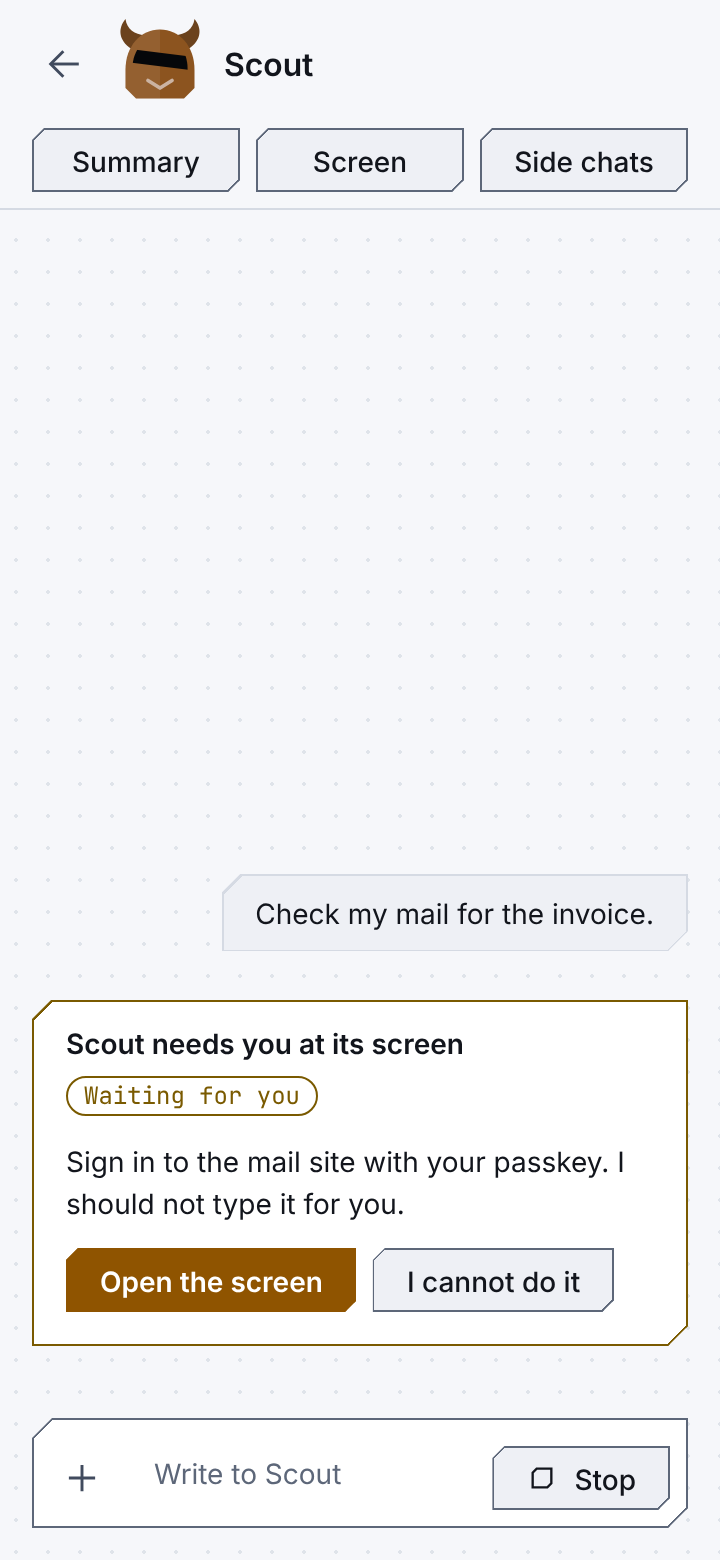 Scout
Summary
Screen
Side chats
Check my mail for the invoice.
Scout needs you at its screen
Waiting for you
Sign in to the mail site with your passkey. I
should not type it for you.
Open the screen
I cannot do it
Write to Scout
Stop